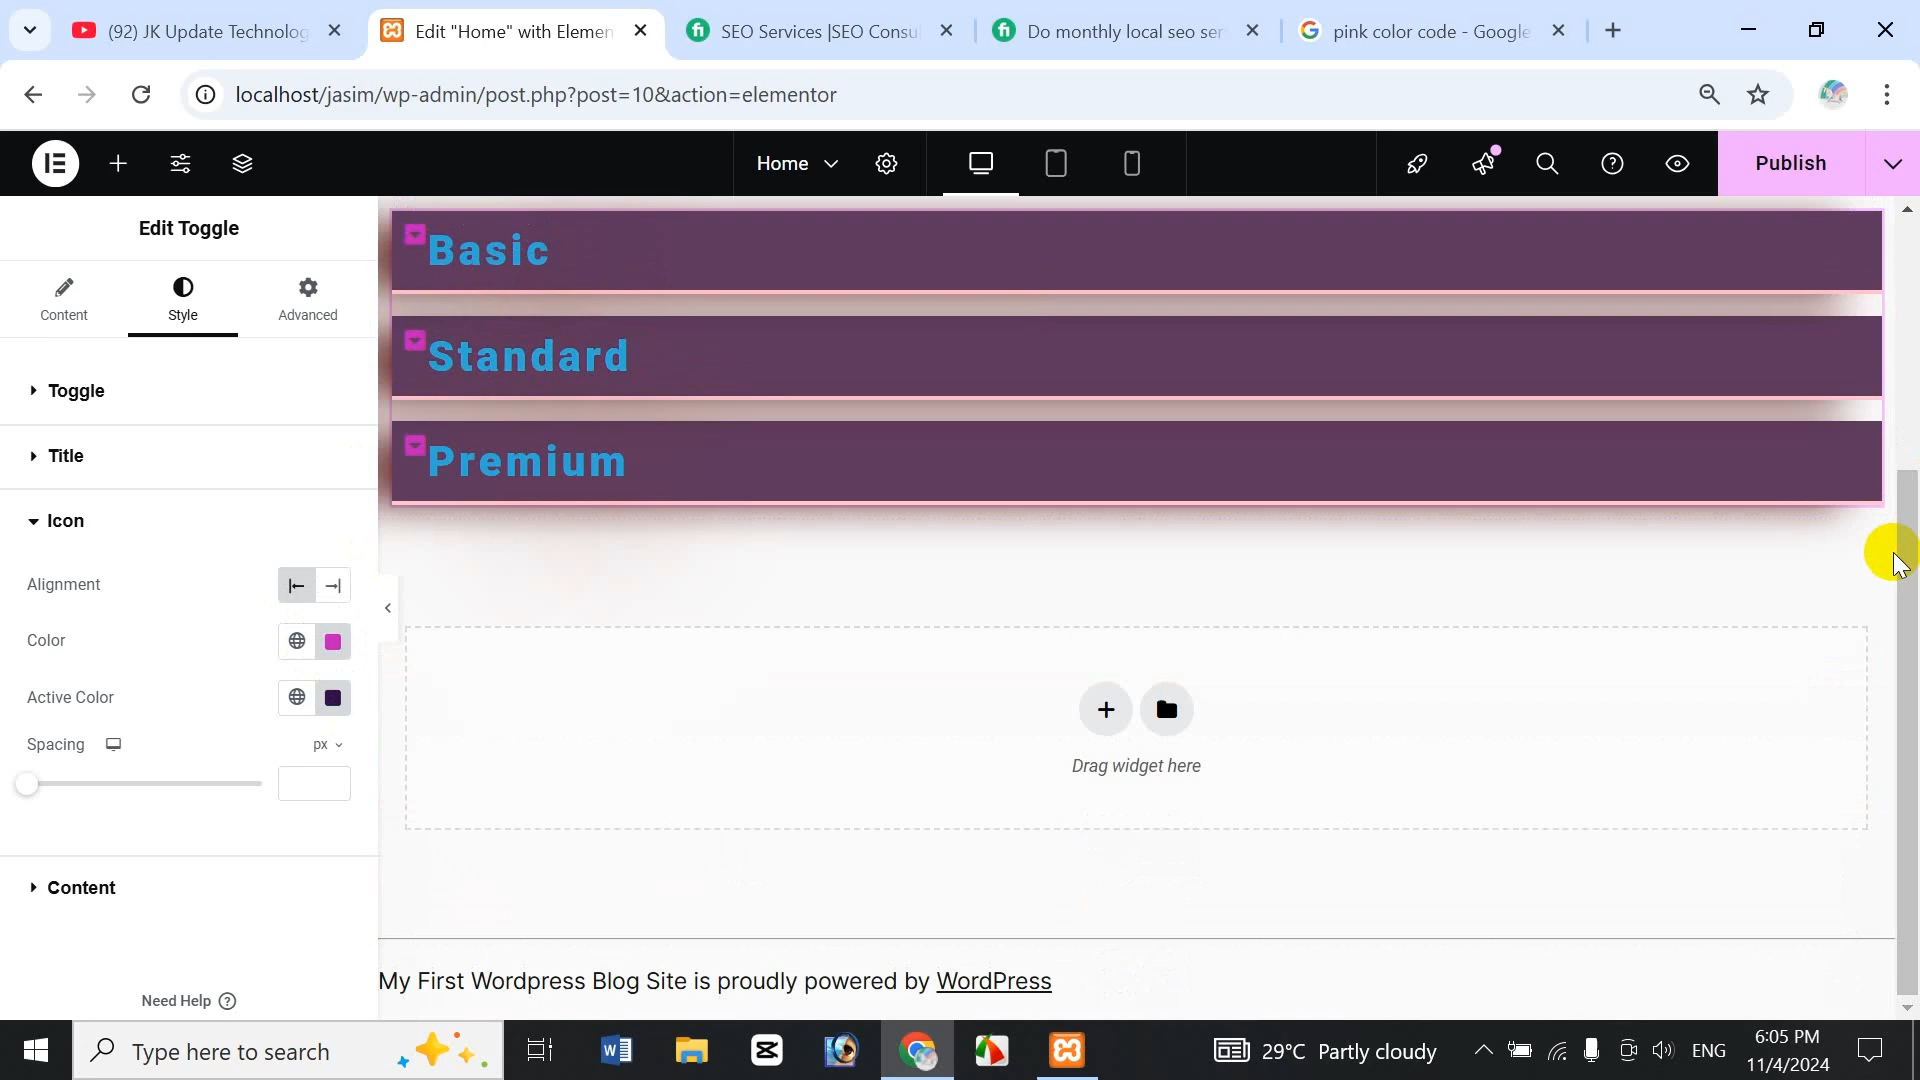 (92) JK Update Technolog
Edit "Home" with Elemen
SEO Services |SEO Consu
Do monthly local seo ser
pink color code - Google
localhost/jasim/wp-admin/post.php?post=10&action=elementor
Home
Publish
Edit Toggle
Content
Style
Advanced
Toggle
Title
Icon
Alignment
Color
Active Color
Spacing
px
Content
Need Help
Basic
Standard
Premium
Drag widget here
My First Wordpress Blog Site is proudly powered by WordPress
Type here to search
29°C Partly cloudy
ENG
6:05 PM
11/4/2024